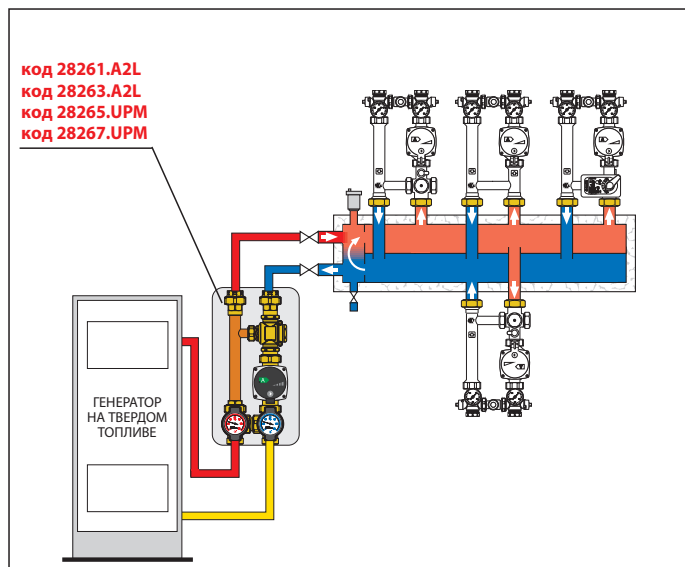 код 28261.A2L
код 28263.A2L
код 28265.UPM
код 28267.UPM
ГЕНЕРАТОР
НА ТВЕРДОМ
ТОПЛИВЕ
A